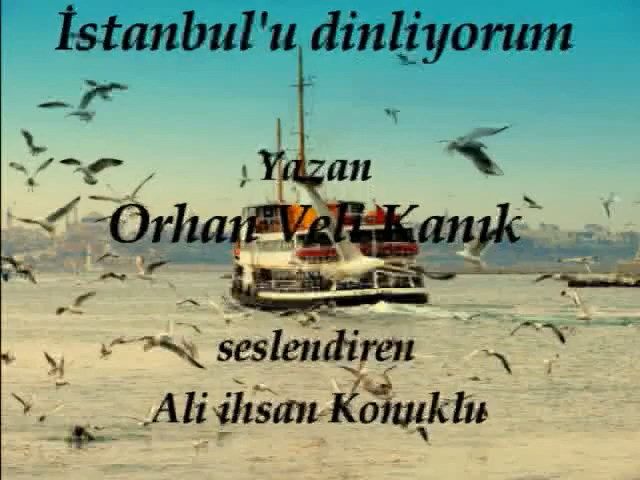 İstanbul'u dinliyorum
Yazan
Orhan Veli Kanık
seslendiren
Ali ihsan Konuklu